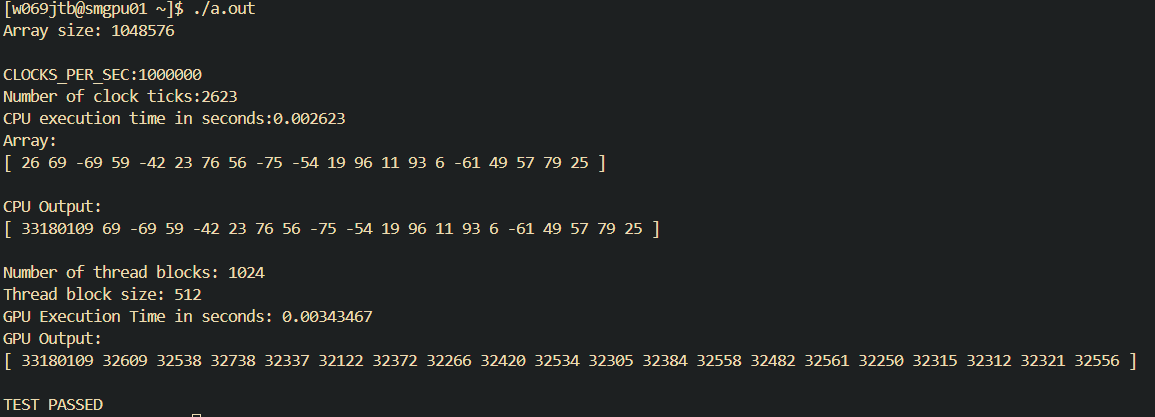 [w069jtb@smgpu01 ~]$ ./a.out
Array size: 1048576
CLOCKS_PER_SEC:1000000
Number of clock ticks:2623
CPU execution time in seconds:0.002623
Array:
[ 26 69 -69 59 -42 23 76 56 -75 -54 19 96 11 93 6 -61 49 57 79 25 ]
CPU Output:
[ 33180109 69 -69 59 -42 23 76 56 -75 -54 19 96 11 93 6 -61 49 57 79 25 ]
Number of thread blocks: 1024
Thread block size: 512
GPU Execution Time in seconds: 0.00343467
GPU Output:
[ 33180109 32609 32538 32738 32337 32122 32372 32266 32420 32534 32305 32384 32558 32482 32561 32250 32315 32312 32321 32556 ]
TEST PASSED